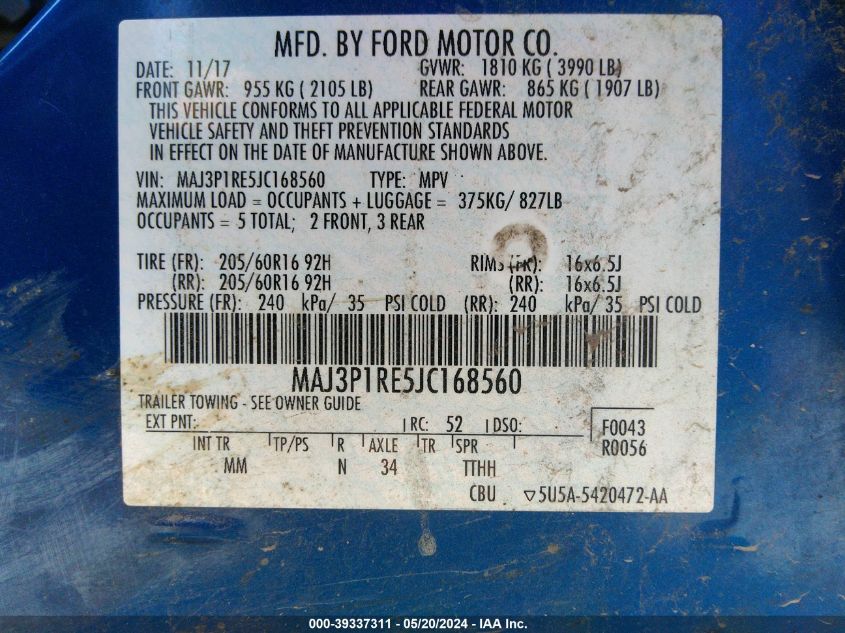 MFD. BY FORD MOTOR CO.
DATE: 11/17 GVWR: 1810 KG ( 3990 LB)
FRONT GAWR: 955 KG ( 2105 LB) REAR GAWR: 865 KG ( 1907 LB)
THIS VEHICLE CONFORMS TO ALL APPLICABLE FEDERAL MOTOR
VEHICLE SAFETY AND THEFT PREVENTION STANDARDS
IN EFFECT ON THE DATE OF MANUFACTURE SHOWN ABOVE.
VIN: MAJ3P1RE5JC168560 TYPE: MPV
MAXIMUM LOAD = OCCUPANTS + LUGGAGE = 375KG/ 827LB
OCCUPANTS = 5 TOTAL; 2 FRONT, 3 REAR
TIRE (FR): 205/60R16 92H RIMS (FR): 16x6.5J
(RR): 205/60R16 92H (RR): 16x6.5J
PRESSURE (FR): 240 kPa/ 35 PSI COLD (RR): 240 kPa/ 35 PSI COLD
MAJ3P1RE5JC168560
TRAILER TOWING - SEE OWNER GUIDE
EXT PNT: RC: 52 DSO: F0043
R0056
INT TR TP/PS R AXLE TR SPR
MM N 34 TTHH
CBU ▽5U5A-5420472-AA
000-39337311 - 05/20/2024 - IAA Inc.